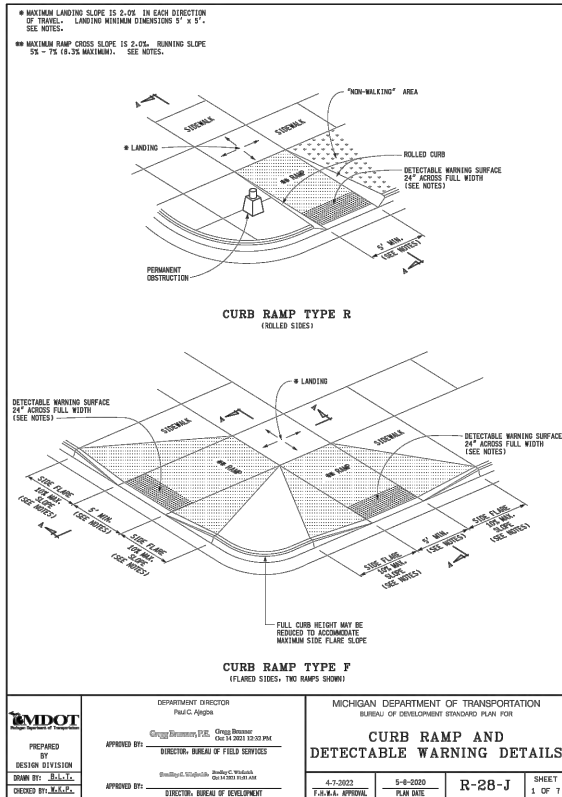 * MAXIMUM LANDING SLOPE IS 2.0% IN EACH DIRECTION
OF TRAVEL. LANDING MINIMUM DIMENSIONS 5' x 5'.
SEE NOTES.
** MAXIMUM RAMP CROSS SLOPE IS 2.0%. RUNNING SLOPE
5% - 7% (8.3% MAXIMUM). SEE NOTES.
"NON-WALKING" AREA
A
SIDEWALK
SIDEWALK
* LANDING
ROLLED CURB
DETECTABLE WARNING SURFACE
24" ACROSS FULL WIDTH
(SEE NOTES)
** RAMP
5' MIN.
(SEE NOTES)
A
PERMANENT
OBSTRUCTION
CURB RAMP TYPE R
(ROLLED SIDES)
* LANDING
DETECTABLE WARNING SURFACE
24" ACROSS FULL WIDTH
(SEE NOTES)
SIDEWALK
A
A
SIDEWALK
DETECTABLE WARNING SURFACE
24" ACROSS FULL WIDTH
(SEE NOTES)
** RAMP
** RAMP
SIDE FLARE
10% MAX.
SLOPE
(SEE NOTES)
5' MIN.
(SEE NOTES)
SIDE FLARE
10% MAX.
SLOPE
(SEE NOTES)
A
SIDE FLARE
10% MAX.
SLOPE
(SEE NOTES)
5' MIN.
(SEE NOTES)
SIDE FLARE
10% MAX.
SLOPE
(SEE NOTES)
A
FULL CURB HEIGHT MAY BE
REDUCED TO ACCOMMODATE
MAXIMUM SIDE FLARE SLOPE
CURB RAMP TYPE F
(FLARED SIDES, TWO RAMPS SHOWN)
MDOT
Michigan Department of Transportation
PREPARED
BY
DESIGN DIVISION
DRAWN BY: B.L.T.
CHECKED BY: W.K.P.
DEPARTMENT DIRECTOR
Paul C. Ajegba
Gregg Brunner, P.E. Gregg Brunner
Oct 14 2021 12:32 PM
APPROVED BY:
DIRECTOR, BUREAU OF FIELD SERVICES
Bradley C. Wieferich Bradley C. Wieferich
APPROVED BY:
DIRECTOR, BUREAU OF DEVELOPMENT
MICHIGAN DEPARTMENT OF TRANSPORTATION
BUREAU OF DEVELOPMENT STANDARD PLAN FOR
CURB RAMP AND
DETECTABLE WARNING DETAILS
4-7-2022
F.H.W.A. APPROVAL
5-6-2020
PLAN DATE
R-28-J
SHEET
1 OF 7